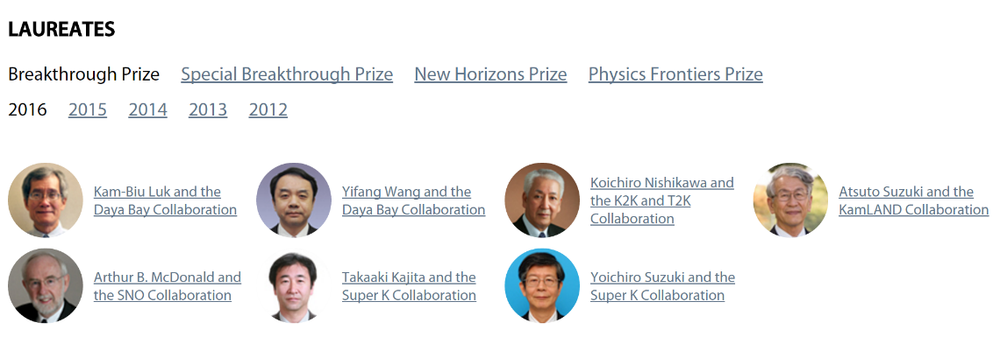 LAUREATES
Breakthrough Prize Special Breakthrough Prize New Horizons Prize Physics Frontiers Prize
2016 2015 2014 2013 2012
Kam-Biu Luk and the
Daya Bay Collaboration
Yifang Wang and the
Daya Bay Collaboration
Koichiro Nishikawa and
the K2K and T2K
Collaboration
Atsuto Suzuki and the
KamLAND Collaboration
Arthur B. McDonald and
the SNO Collaboration
Takaaki Kajita and the
Super K Collaboration
Yoichiro Suzuki and the
Super K Collaboration